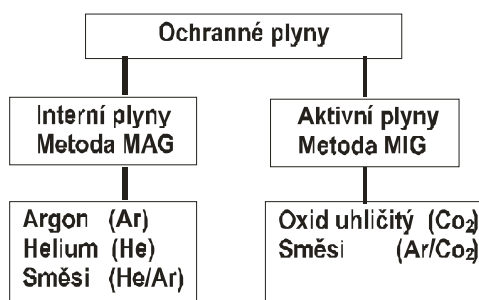 Ochranné plyny
Interní plyny
Metoda MAG
Aktivní plyny
Metoda MIG
Argon (Ar)
Helium (He)
Směsi (He/Ar)
Oxid uhličitý (Co₂)
Směsi (Ar/Co₂)